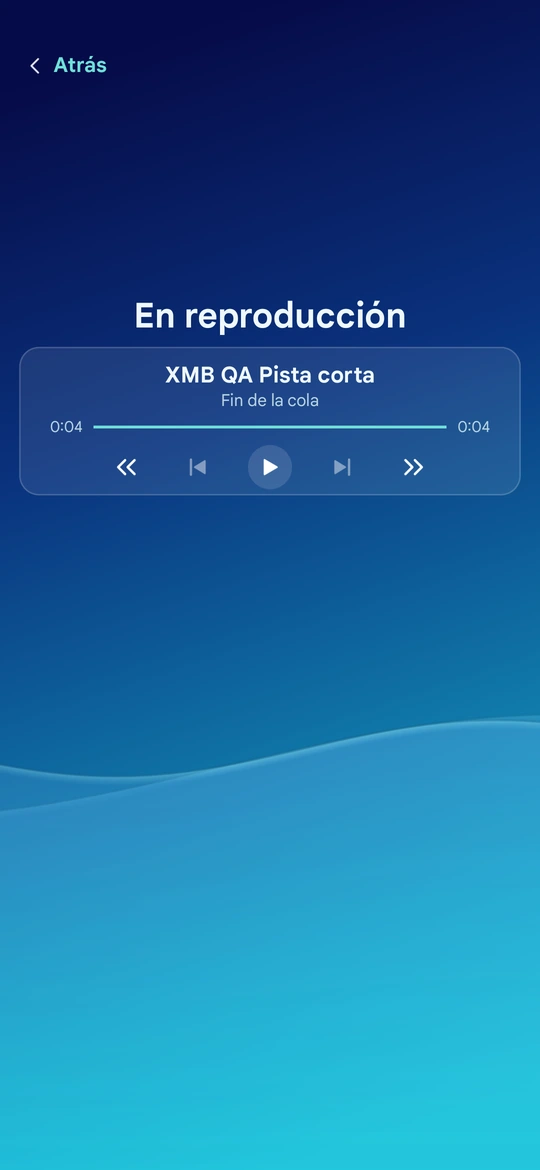 Atrás
En reproducción
XMB QA Pista corta
Fin de la cola
0:04 0:04